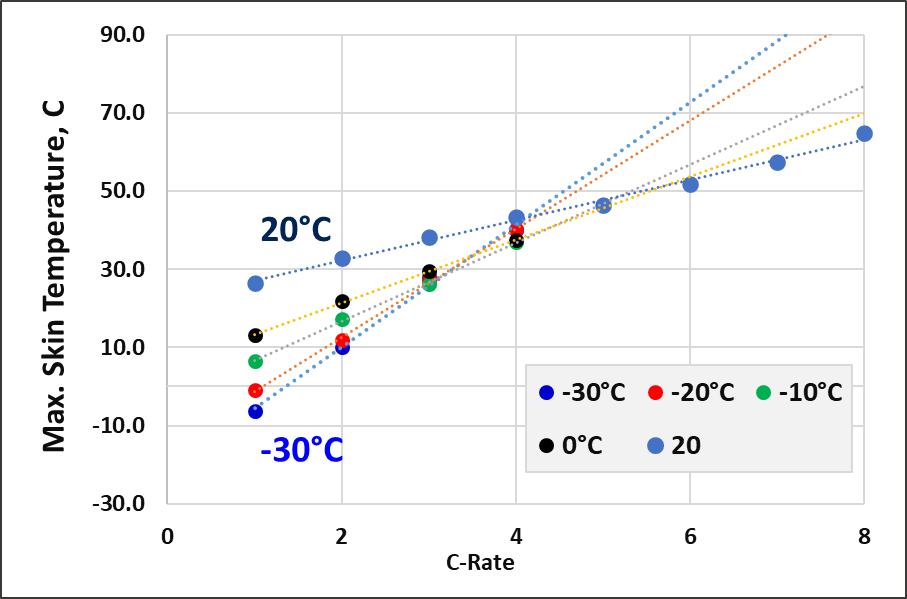 90.0
70.0
50.0
30.0
10.0
-10.0
-30.0
Max. Skin Temperature, C
20°C
-30°C
-30°C -20°C -10°C
0°C 20
0 2 4 6 8
C-Rate